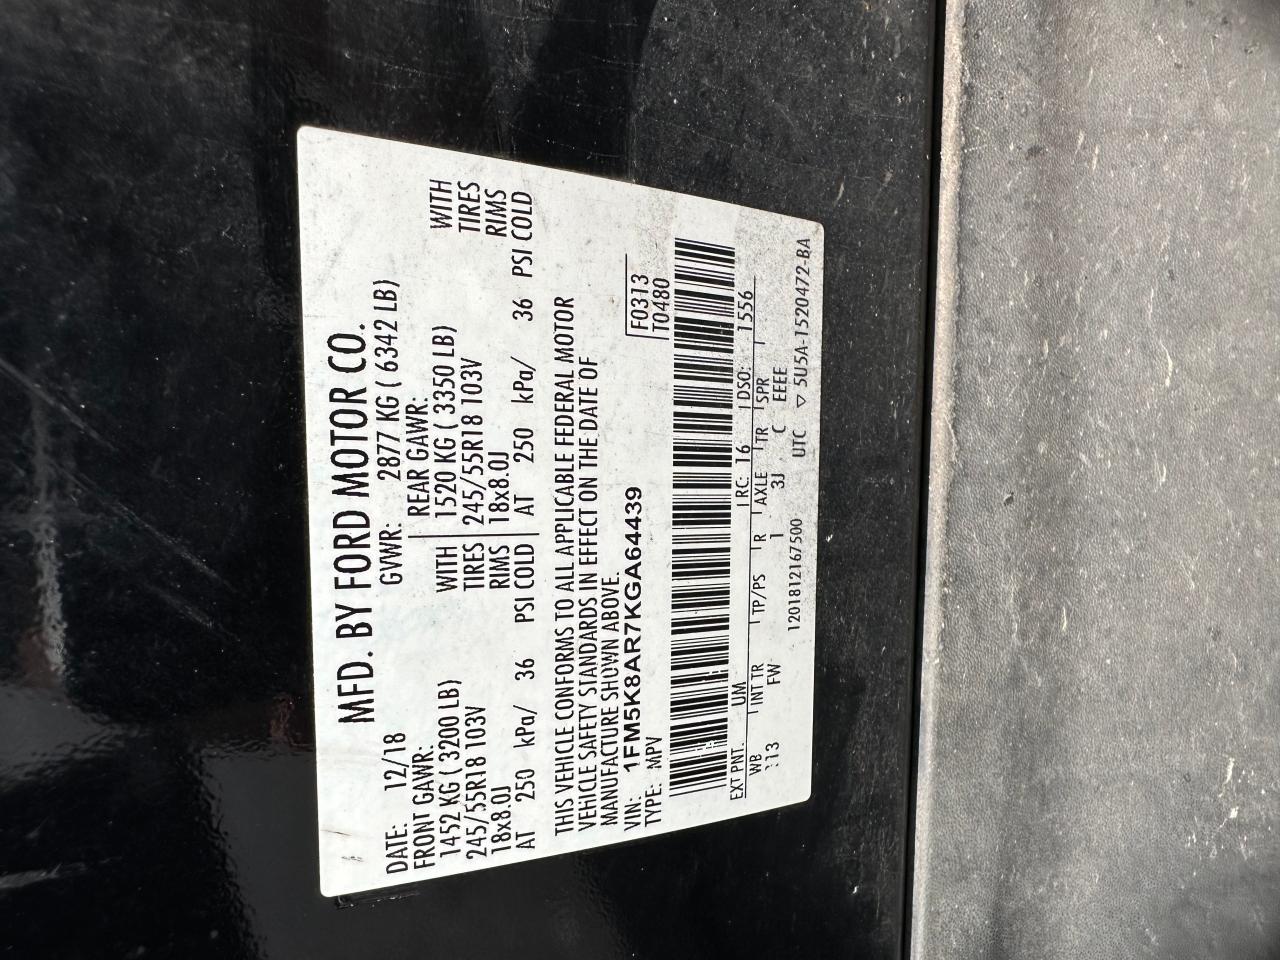 MFD. BY FORD MOTOR CO.
DATE: 12/18 GVWR: 2877 KG ( 6342 LB)
FRONT GAWR: REAR GAWR:
1452 KG ( 3200 LB) WITH 1520 KG ( 3350 LB) WITH
245/55R18 103V TIRES 245/55R18 103V TIRES
18x8.0J RIMS 18x8.0J RIMS
AT 250 kPa/ 36 PSI COLD AT 250 kPa/ 36 PSI COLD
THIS VEHICLE CONFORMS TO ALL APPLICABLE FEDERAL MOTOR
VEHICLE SAFETY STANDARDS IN EFFECT ON THE DATE OF
MANUFACTURE SHOWN ABOVE.
VIN: 1FM5K8AR7KGA64439 F0313
TYPE: MPV T0480
EXT PNT: UM RC: 16 DSO: 1556
WB INT TR TP/PS R AXLE TR SPR
113 FW 1 3J C EEEE
1201812167500 UTC ▽ 5U5A-1520472-BA